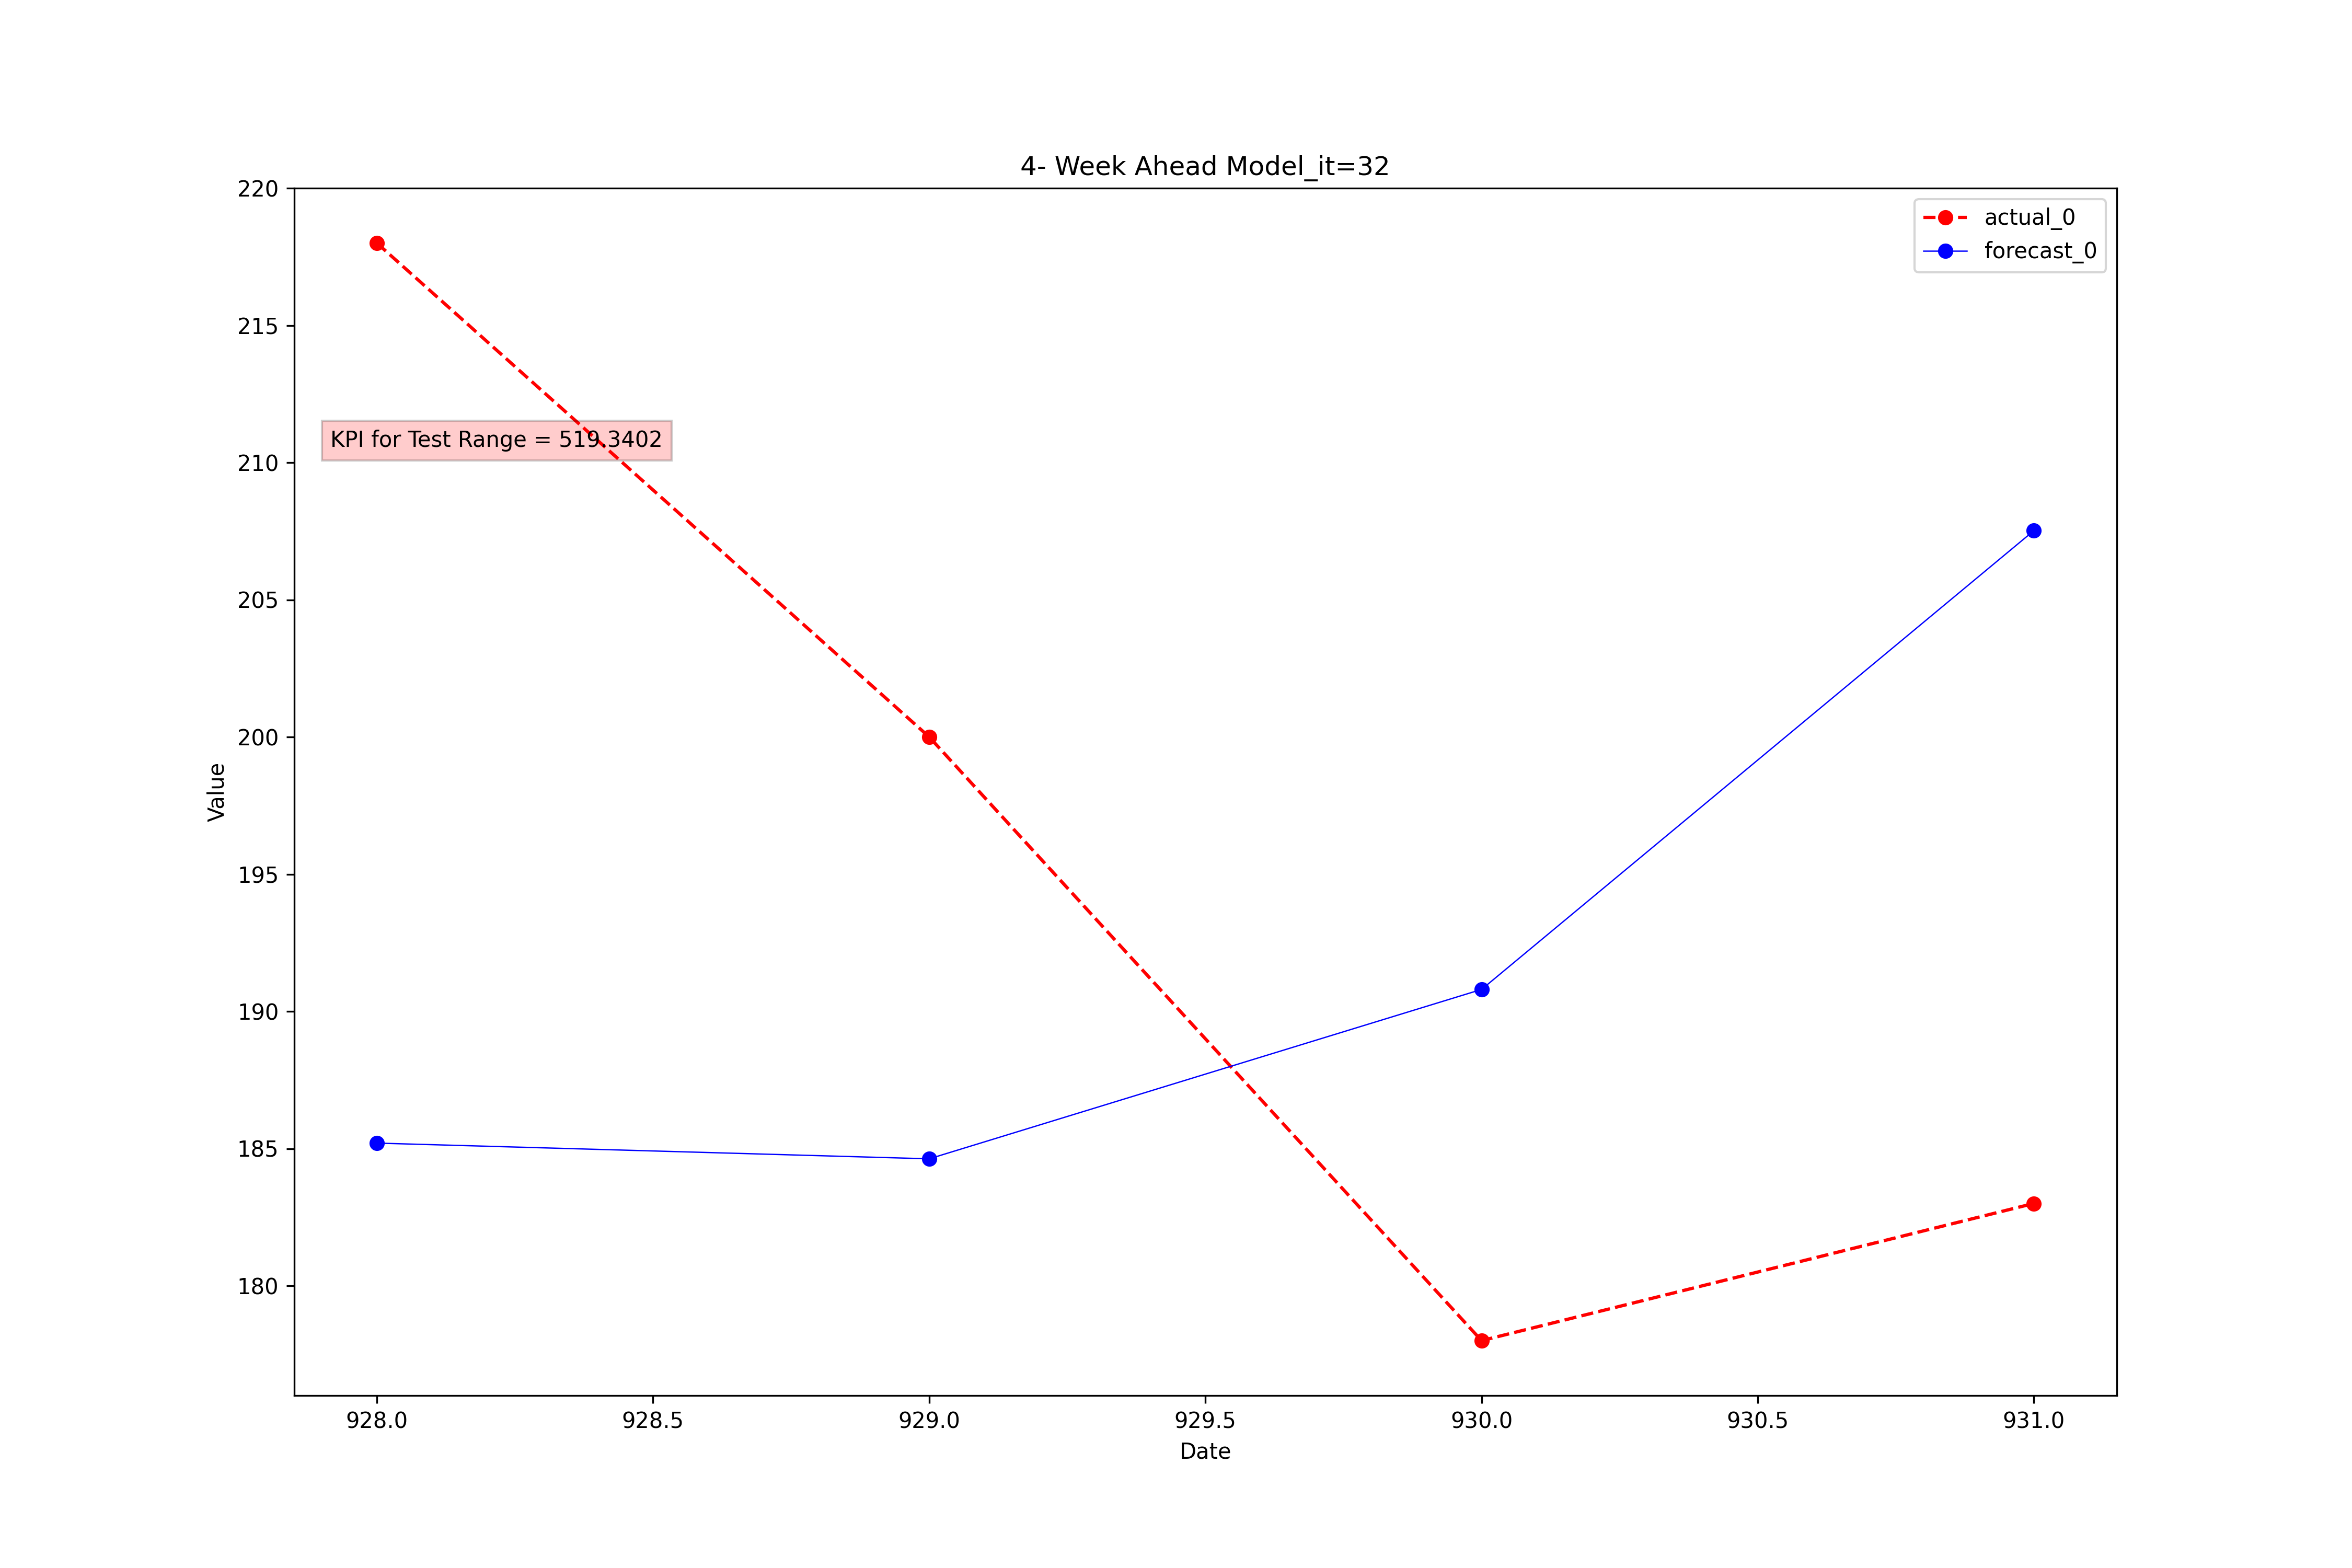 4- Week Ahead Model_it=32
220
215
210
205
200
195
190
185
180
Value
KPI for Test Range = 519.3402
actual_0
forecast_0
928.0 928.5 929.0 929.5 930.0 930.5 931.0
Date